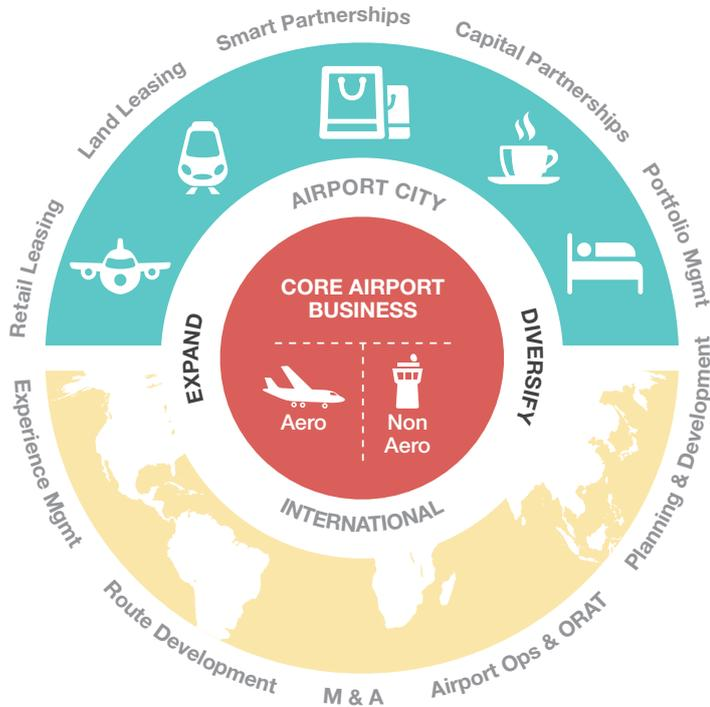 Smart Partnerships
Capital Partnerships
Land Leasing
Portfolio Mgmt
Retail Leasing
AIRPORT CITY
CORE AIRPORT
BUSINESS
EXPAND
DIVERSIFY
Aero
Non
Aero
INTERNATIONAL
Experience Mgmt
Planning & Development
Route Development
Airport Ops & ORAT
M & A